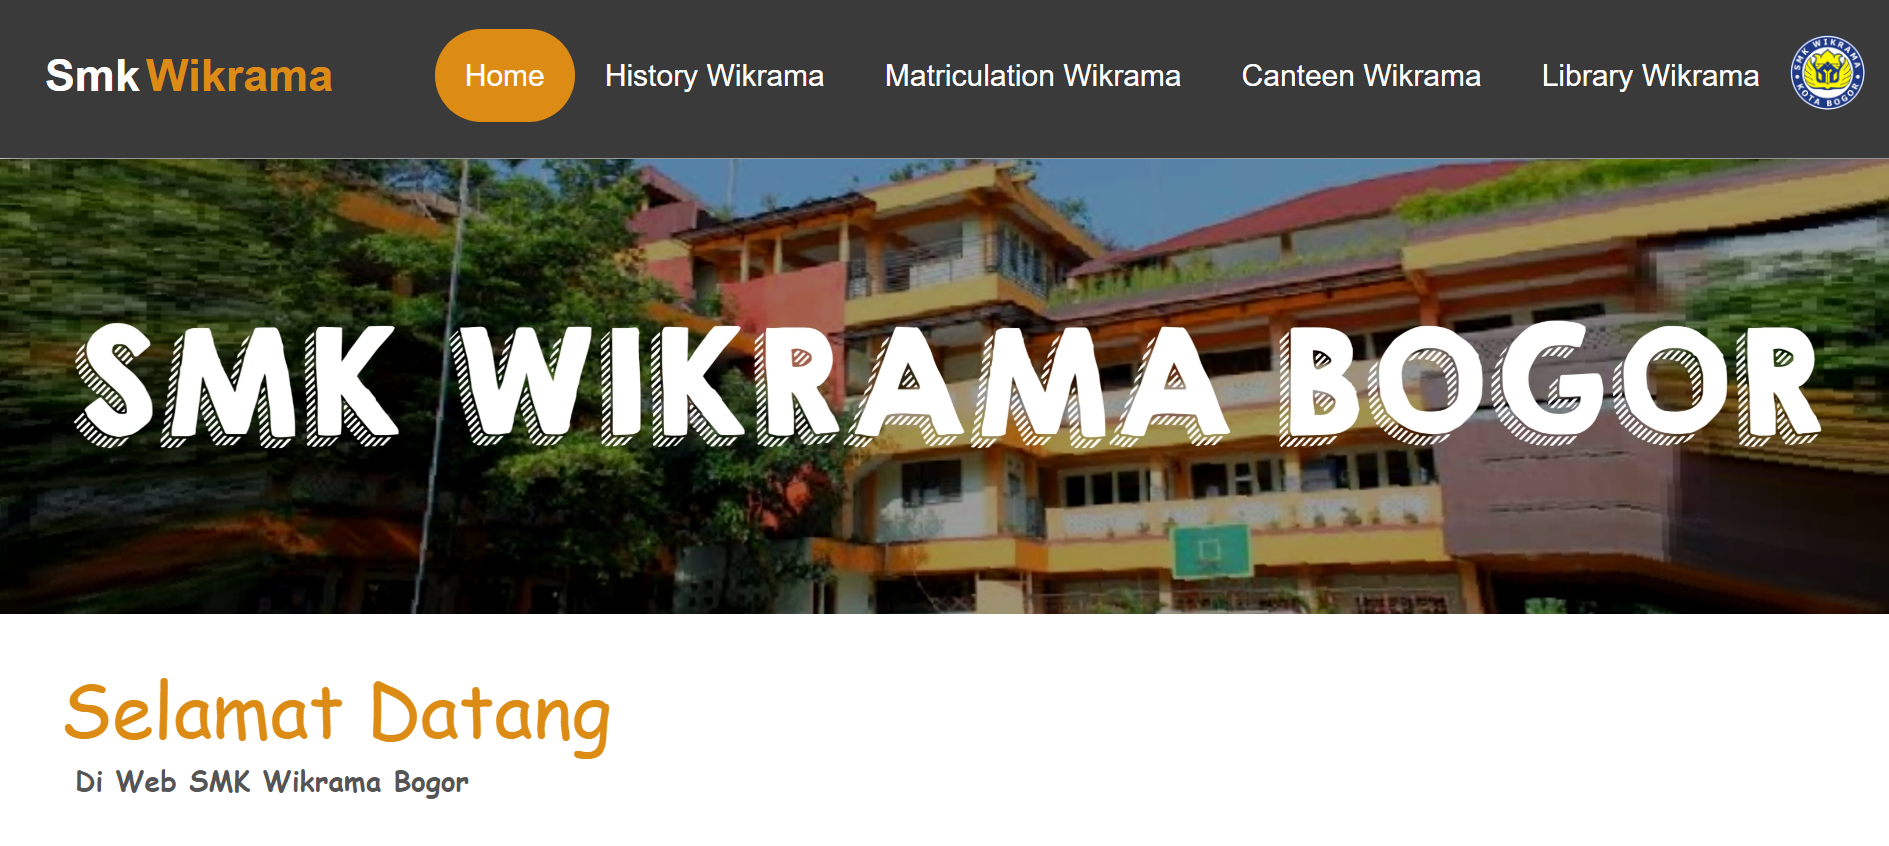 Smk Wikrama
Home
History Wikrama
Matriculation Wikrama
Canteen Wikrama
Library Wikrama
SMK WIKRAMA
KOTA BOGOR
SMK WIKRAMA BOGOR
Selamat Datang
Di Web SMK Wikrama Bogor